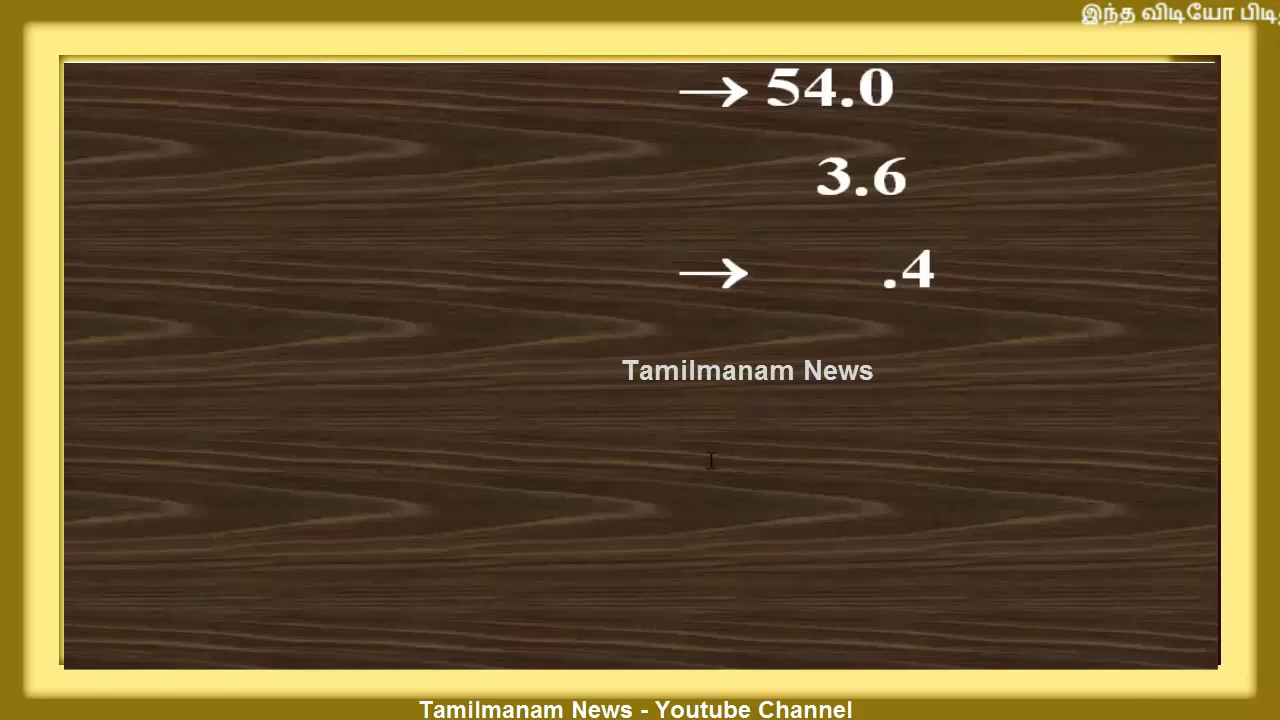 இந்த விடியோ
→ 54.0
3.6
→ .4
Tamilmanam News
Tamilmanam News - Youtube Channel